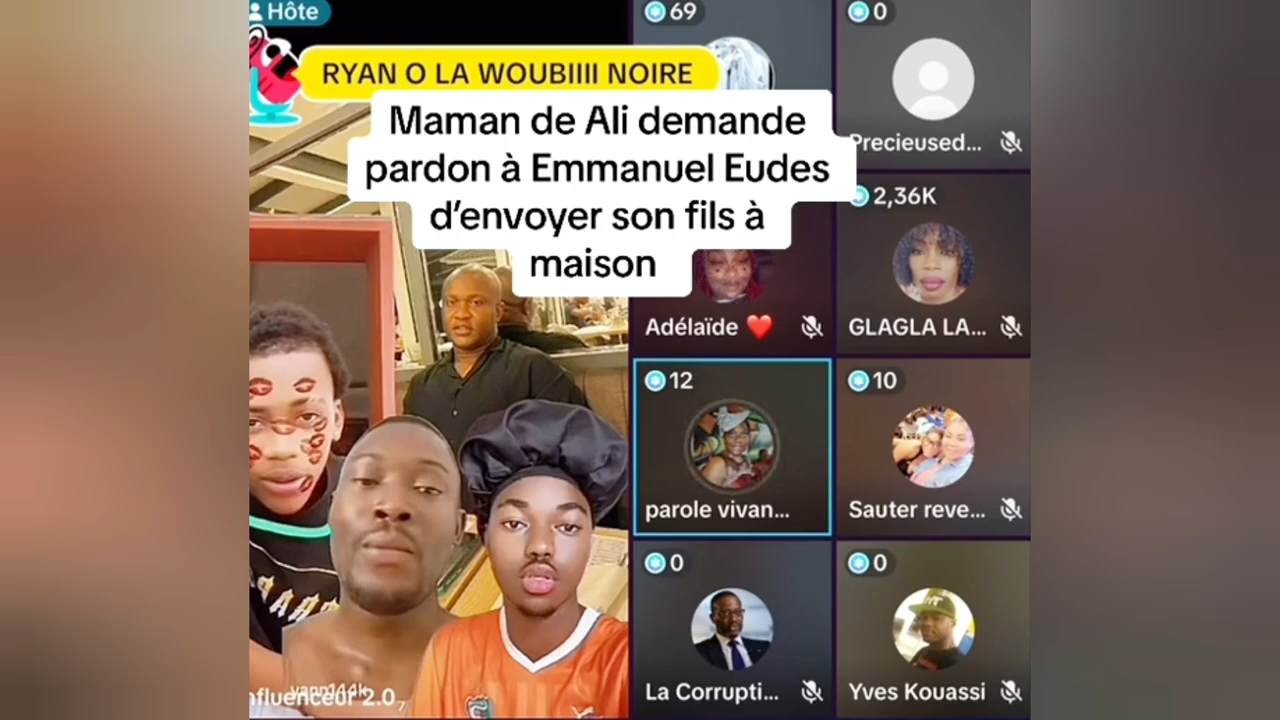 Hôte
RYAN O LA WOUBIIIII NOIRE
Maman de Ali demande
pardon à Emmanuel Eudes
d’envoyer son fils à
maison
69
0
Precieused...
2,36K
Adélaïde ❤️
GLAGLA LA...
12
10
parole vivan...
Sauter reve...
0
0
La Corrupti...
Yves Kouassi
nfluenceur 2.0